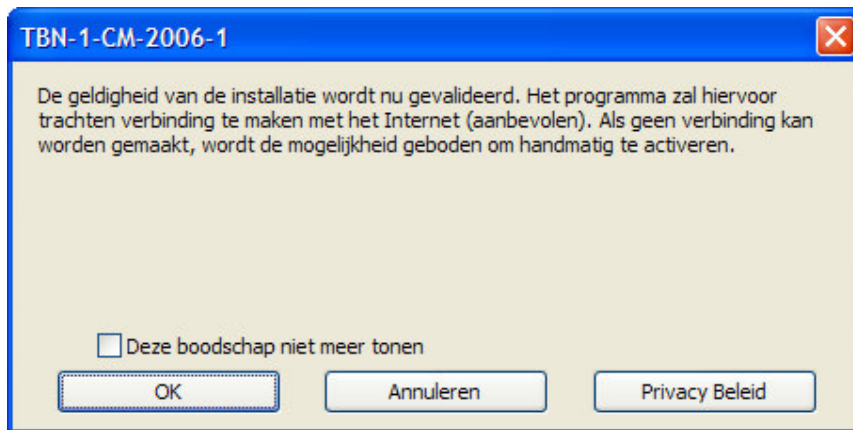 TBN-1-CM-2006-1
De geldigheid van de installatie wordt nu gevalideerd. Het programma zal hiervoor
trachten verbinding te maken met het Internet (aanbevolen). Als geen verbinding kan
worden gemaakt, wordt de mogelijkheid geboden om handmatig te activeren.
Deze boodschap niet meer tonen
OK Annuleren Privacy Beleid